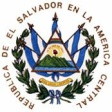 REPUBLICA DE EL SALVADOR EN LA AMERICA CENTRAL